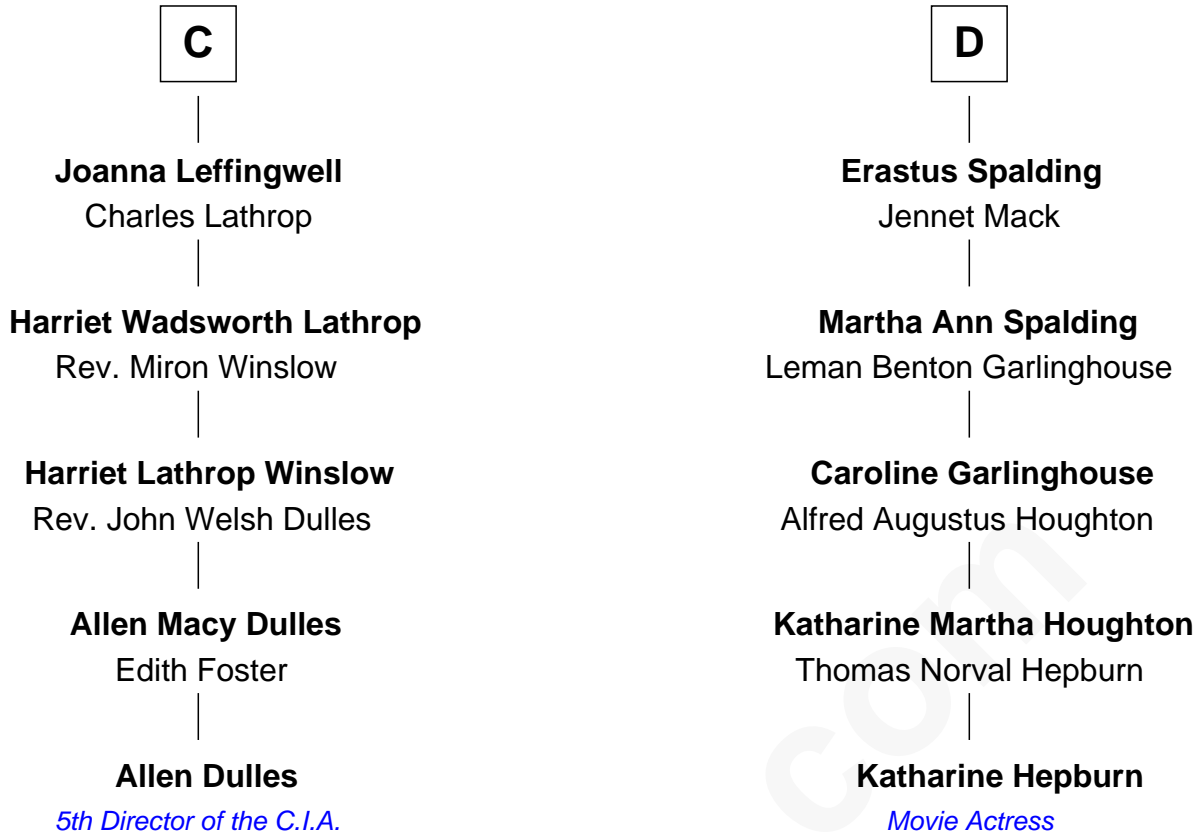 C
Joanna Leffingwell
Charles Lathrop
Harriet Wadsworth Lathrop
Rev. Miron Winslow
Harriet Lathrop Winslow
Rev. John Welsh Dulles
Allen Macy Dulles
Edith Foster
Allen Dulles
5th Director of the C.I.A.
D
Erastus Spalding
Jennet Mack
Martha Ann Spalding
Leman Benton Garlinghouse
Caroline Garlinghouse
Alfred Augustus Houghton
Katharine Martha Houghton
Thomas Norval Hepburn
Katharine Hepburn
Movie Actress
com